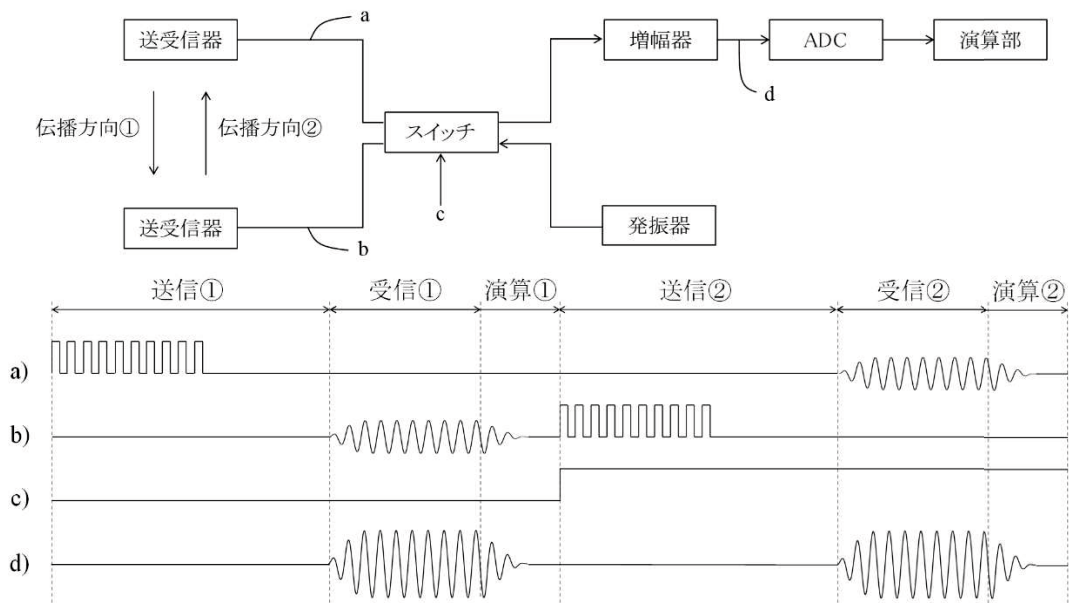 a
送受信器
増幅器
ADC
演算部
d
伝播方向①
伝播方向②
スイッチ
c
送受信器
発振器
b
送信①
受信①
演算①
送信②
受信②
演算②
a)
b)
c)
d)